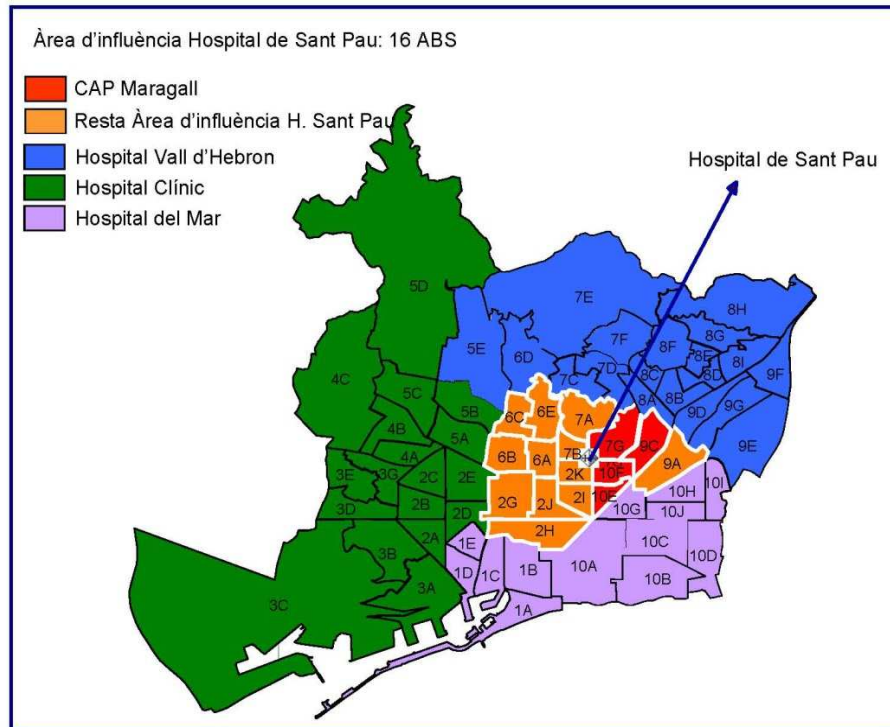 Àrea d'influència Hospital de Sant Pau: 16 ABS
CAP Maragall
Resta Àrea d'influència H. Sant Pau
Hospital Vall d'Hebron
Hospital Clínic
Hospital del Mar
Hospital de Sant Pau
5D
7E
8H
5E
6D
7F
8F
8G
8E
8I
4C
7C
7D
8C
8D
9F
5C
8A
8B
9D
9G
6C
6E
7A
5B
4B
5A
7G
9C
9E
4A
6B
6A
7B
9A
3E
3G
2C
2E
2K
10F
10H
10I
3D
2B
2G
2J
2I
10E
10G
10J
2D
2H
2A
1E
10C
3B
1D
1C
1B
10A
10D
10B
3A
3C
1A